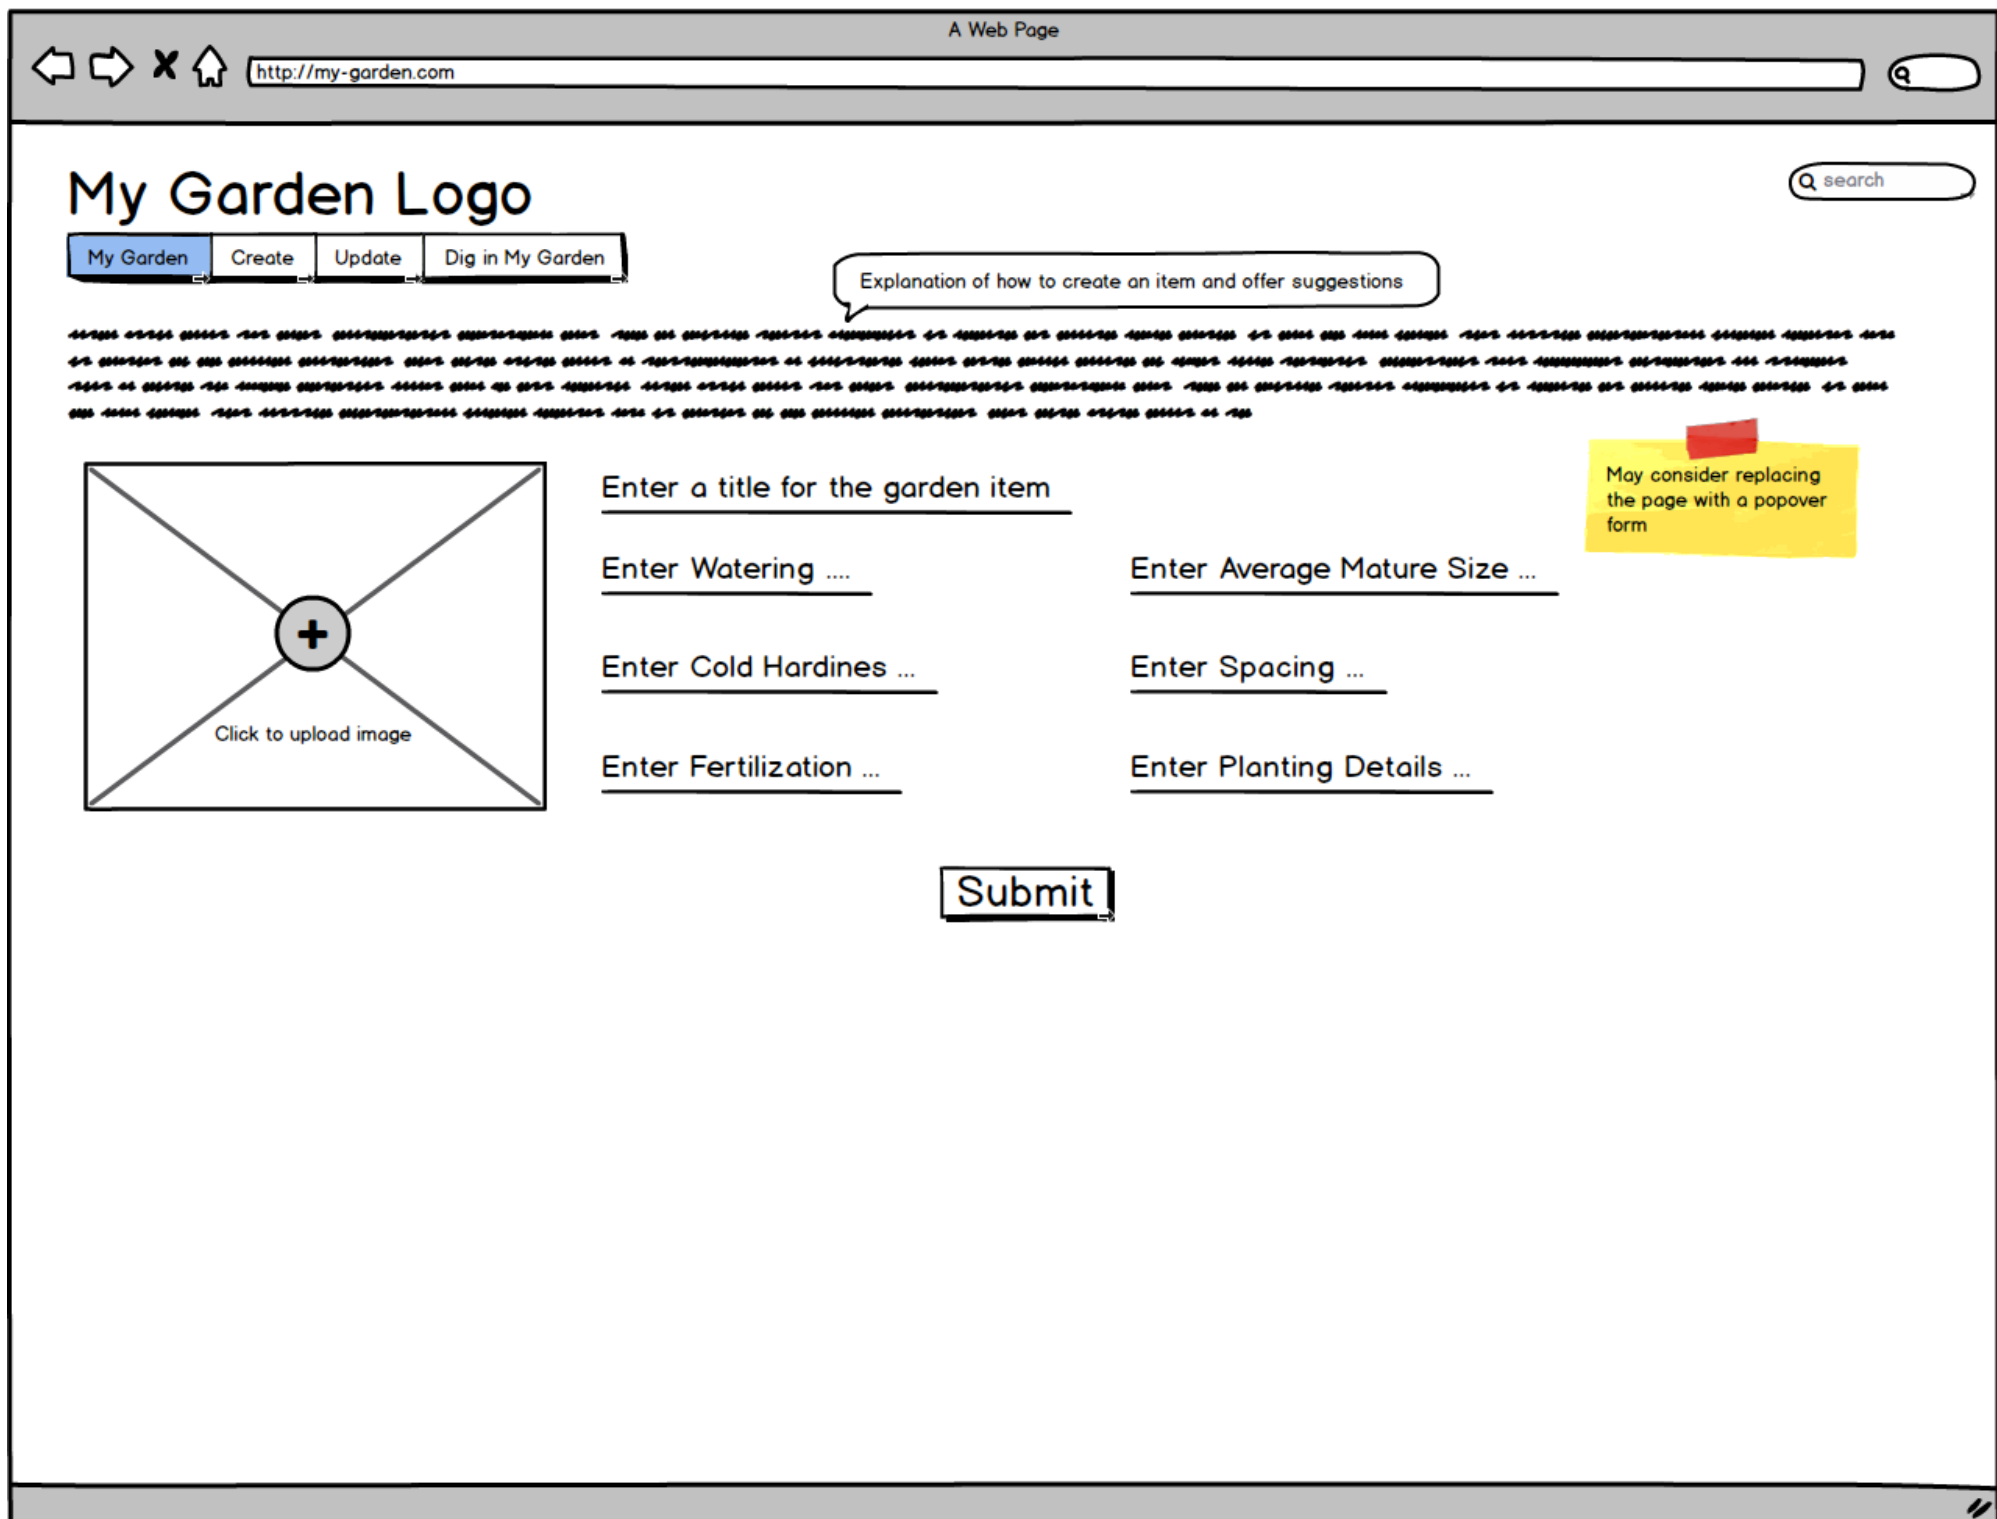 A Web Page
http://my-garden.com
My Garden Logo
search
My Garden
Create
Update
Dig in My Garden
Explanation of how to create an item and offer suggestions
Enter a title for the garden item
May consider replacing
the page with a popover
form
Enter Watering ....
Enter Average Mature Size ...
Enter Cold Hardines ...
Enter Spacing ...
Click to upload image
Enter Fertilization ...
Enter Planting Details ...
Submit